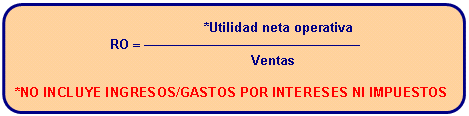 *Utilidad neta operativa
RO =
Ventas
*NO INCLUYE INGRESOS/GASTOS POR INTERESES NI IMPUESTOS